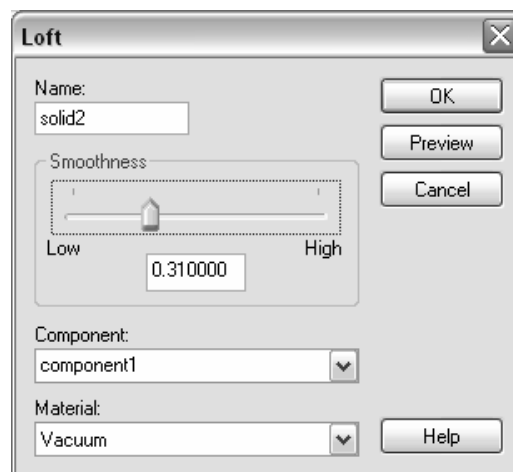 Loft
Name:
solid2
OK
Preview
Cancel
Smoothness
Low
High
0.310000
Component:
component1
Material:
Vacuum
Help